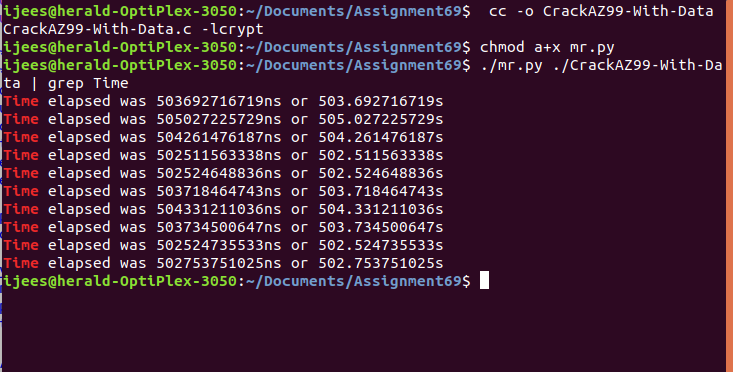 ijees@herald-OptiPlex-3050:~/Documents/Assignment69$  cc -o CrackAZ99-With-Data
CrackAZ99-With-Data.c -lcrypt
ijees@herald-OptiPlex-3050:~/Documents/Assignment69$ chmod a+x mr.py
ijees@herald-OptiPlex-3050:~/Documents/Assignment69$ ./mr.py ./CrackAZ99-With-Da
ta | grep Time
Time elapsed was 503692716719ns or 503.692716719s
Time elapsed was 505027225729ns or 505.027225729s
Time elapsed was 504261476187ns or 504.261476187s
Time elapsed was 502511563338ns or 502.511563338s
Time elapsed was 502524648836ns or 502.524648836s
Time elapsed was 503718464743ns or 503.718464743s
Time elapsed was 504331211036ns or 504.331211036s
Time elapsed was 503734500647ns or 503.734500647s
Time elapsed was 502524735533ns or 502.524735533s
Time elapsed was 502753751025ns or 502.753751025s
ijees@herald-OptiPlex-3050:~/Documents/Assignment69$